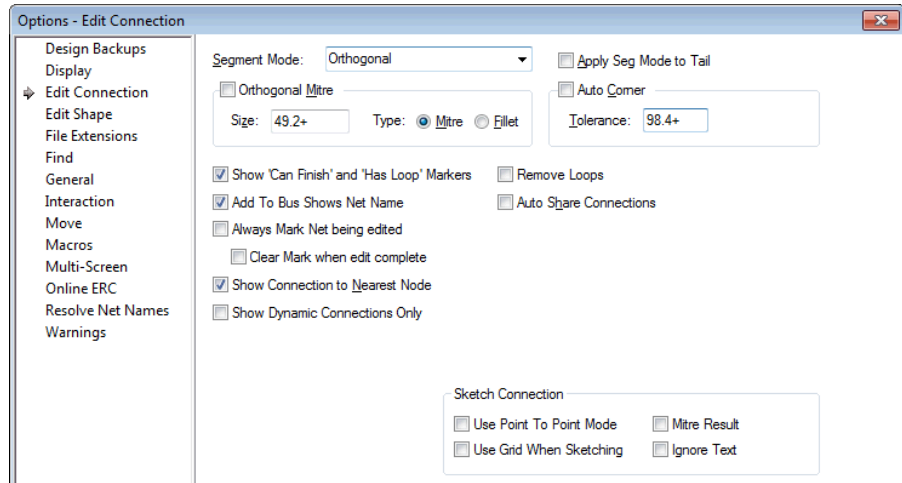 Options - Edit Connection
Design Backups
Display
Edit Connection
Edit Shape
File Extensions
Find
General
Interaction
Move
Macros
Multi-Screen
Online ERC
Resolve Net Names
Warnings
Segment Mode: Orthogonal
Apply Seg Mode to Tail
Orthogonal Mitre
Size: 49.2+ Type: Mitre Fillet
Auto Corner
Tolerance: 98.4+
Show 'Can Finish' and 'Has Loop' Markers
Remove Loops
Add To Bus Shows Net Name
Auto Share Connections
Always Mark Net being edited
Clear Mark when edit complete
Show Connection to Nearest Node
Show Dynamic Connections Only
Sketch Connection
Use Point To Point Mode
Mitre Result
Use Grid When Sketching
Ignore Text